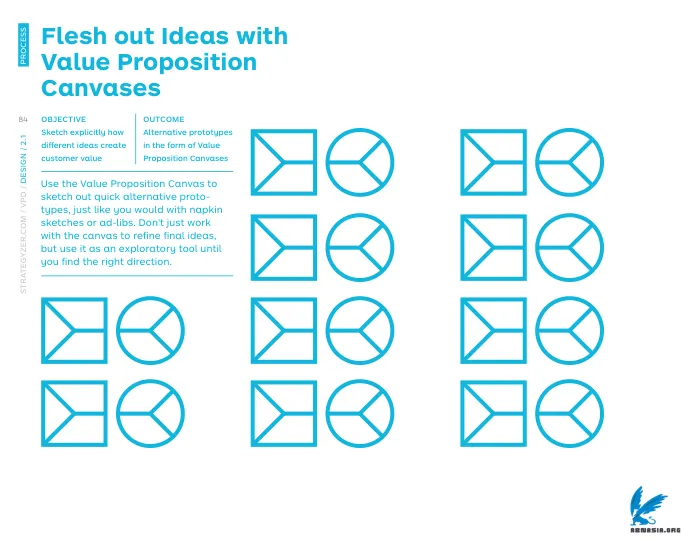 PROCESS
Flesh out Ideas with
Value Proposition
Canvases
84
STRATEGYZER.COM / VPD / DESIGN / 2.1
OBJECTIVE
Sketch explicitly how
different ideas create
customer value
OUTCOME
Alternative prototypes
in the form of Value
Proposition Canvases
Use the Value Proposition Canvas to
sketch out quick alternative proto-
types, just like you would with napkin
sketches or ad-libs. Don't just work
with the canvas to refine final ideas,
but use it as an exploratory tool until
you find the right direction.
ABNASIA.ORG